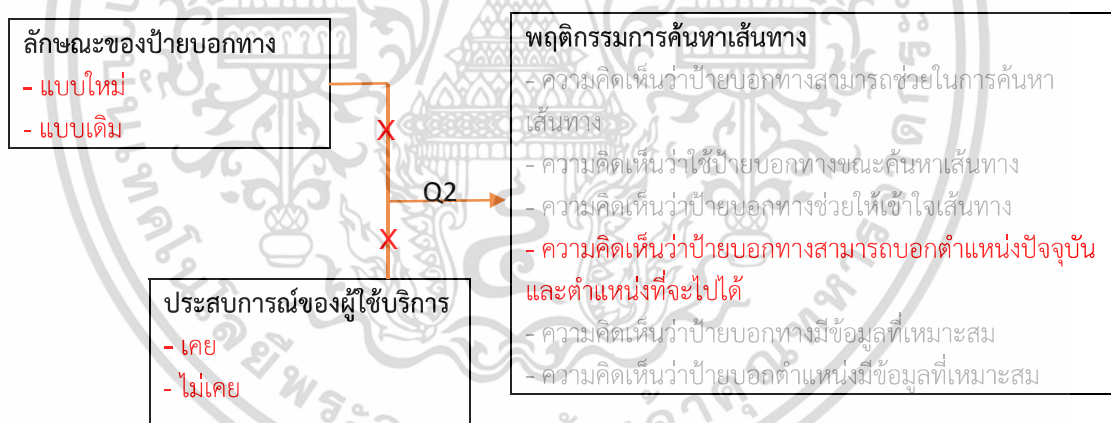 ลักษณะของป้ายบอกทาง
- แบบใหม่
- แบบเดิม
X
Q2
X
ประสบการณ์ของผู้ใช้บริการ
- เคย
- ไม่เคย
พฤติกรรมการค้นหาเส้นทาง
- ความคิดเห็นว่าป้ายบอกทางสามารถช่วยในการค้นหา
เส้นทาง
- ความคิดเห็นว่าใช้ป้ายบอกทางขณะค้นหาเส้นทาง
- ความคิดเห็นว่าป้ายบอกทางช่วยให้เข้าใจเส้นทาง
- ความคิดเห็นว่าป้ายบอกทางสามารถบอกตำแหน่งปัจจุบัน
และตำแหน่งที่จะไปได้
- ความคิดเห็นว่าป้ายบอกทางมีข้อมูลที่เหมาะสม
- ความคิดเห็นว่าป้ายบอกตำแหน่งมีข้อมูลที่เหมาะสม